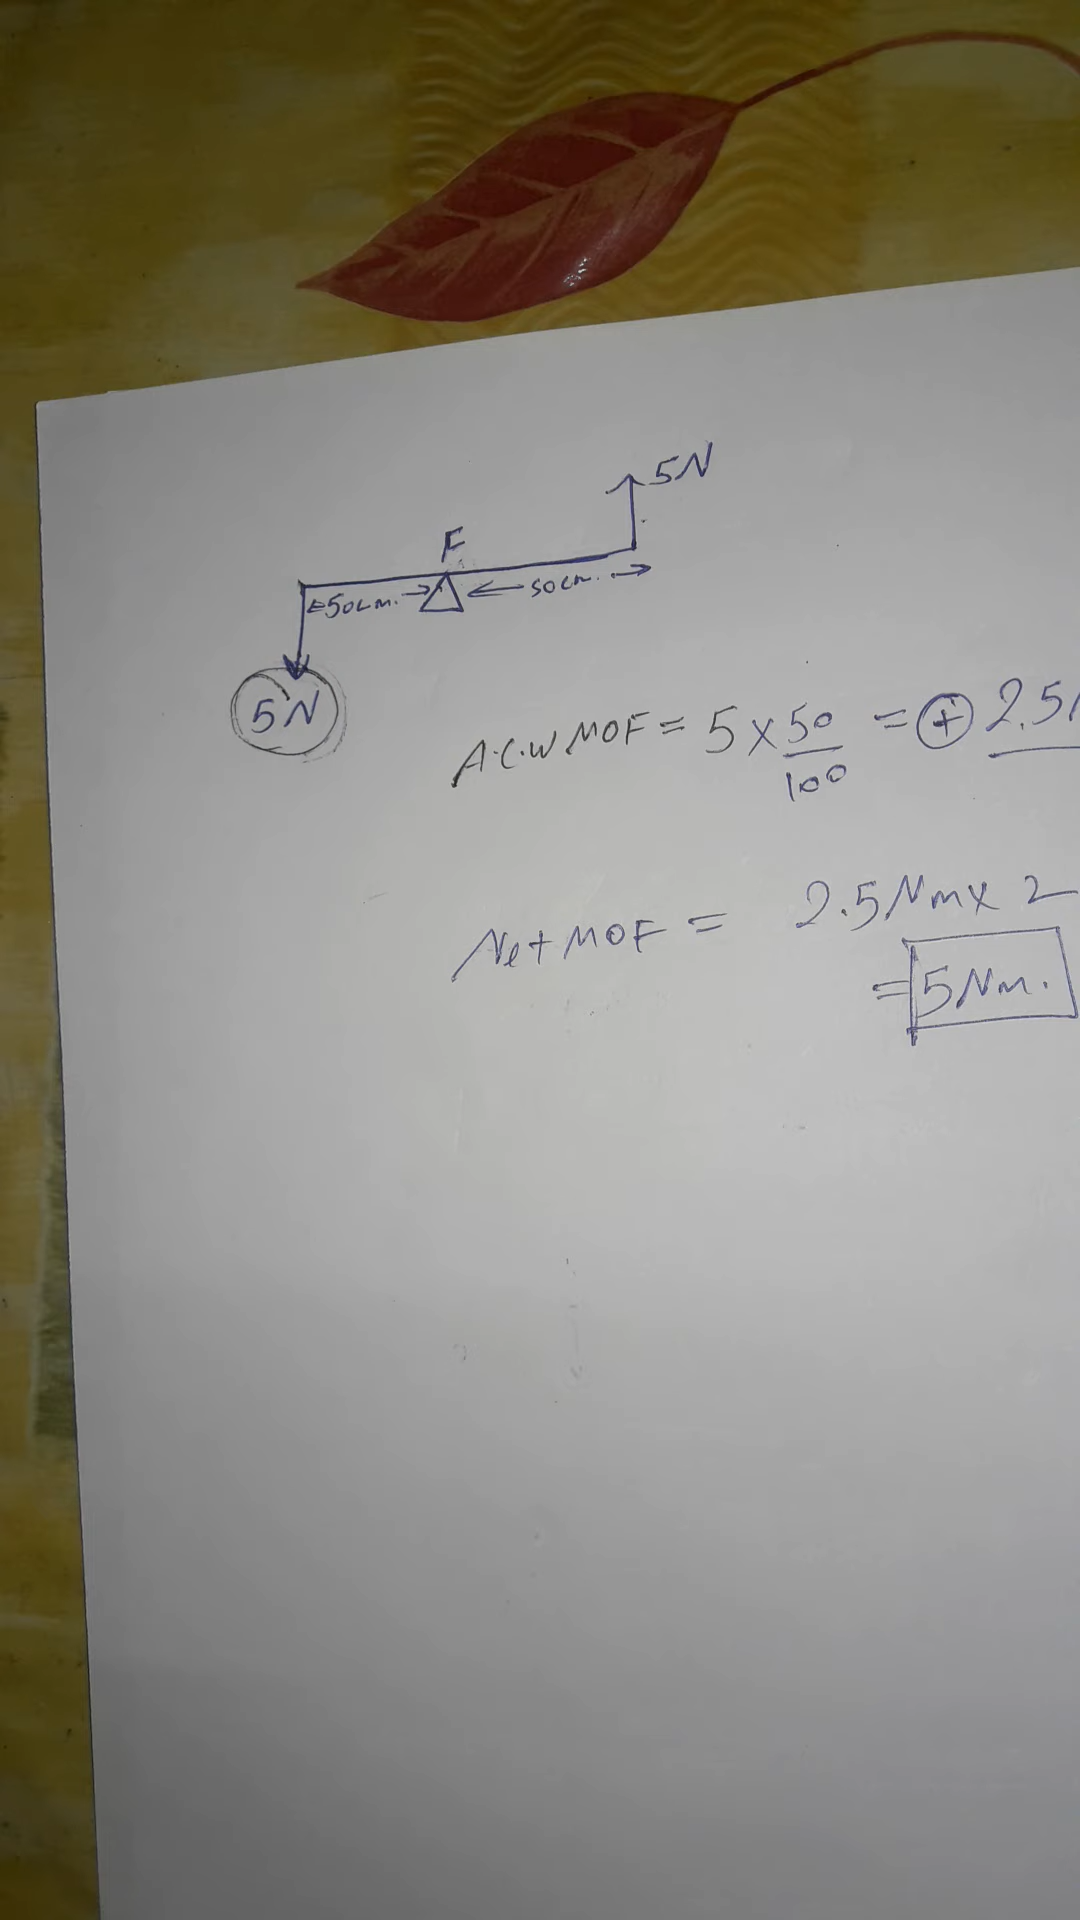 5N
F
50cm.
50cm.
5N
A.C.W MOF = 5 x 50/100 = + 2.5
Net MOF = 2.5Nm x 2
= 5Nm.